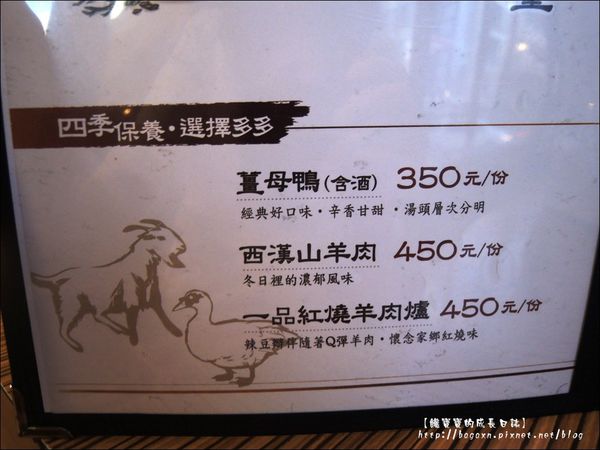 四季保養・選擇多多
薑母鴨(含酒) 350元/份
經典好口味・辛香甘甜・湯頭層次分明
西漢山羊肉 450元/份
冬日裡的濃郁風味
一品紅燒羊肉爐 450元/份
辣豆瓣伴隨著Q彈羊肉・懷念家鄉紅燒味
【熊寶寶的成長日誌】
http://bogoxn.pixnet.net/blog